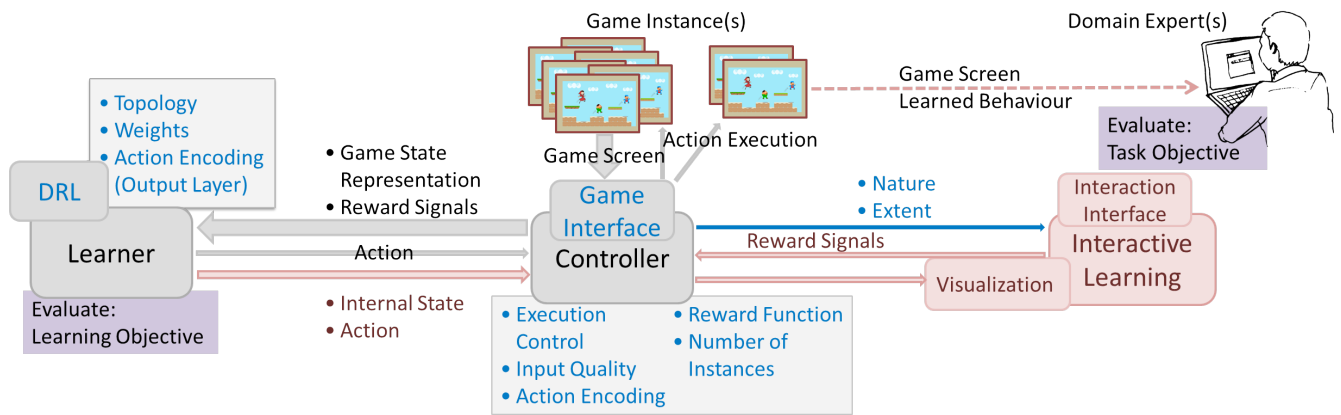 Game Instance(s)
Domain Expert(s)
Game Screen
Learned Behaviour
Action Execution
Game Screen
Evaluate:
Task Objective
• Topology
• Weights
• Action Encoding
(Output Layer)
DRL
Learner
Evaluate:
Learning Objective
• Game State
Representation
• Reward Signals
Action
• Internal State
• Action
Game
Interface
Controller
• Execution
Control
• Input Quality
• Action Encoding
• Reward Function
• Number of
Instances
• Nature
• Extent
Reward Signals
Interaction
Interface
Interactive
Learning
Visualization